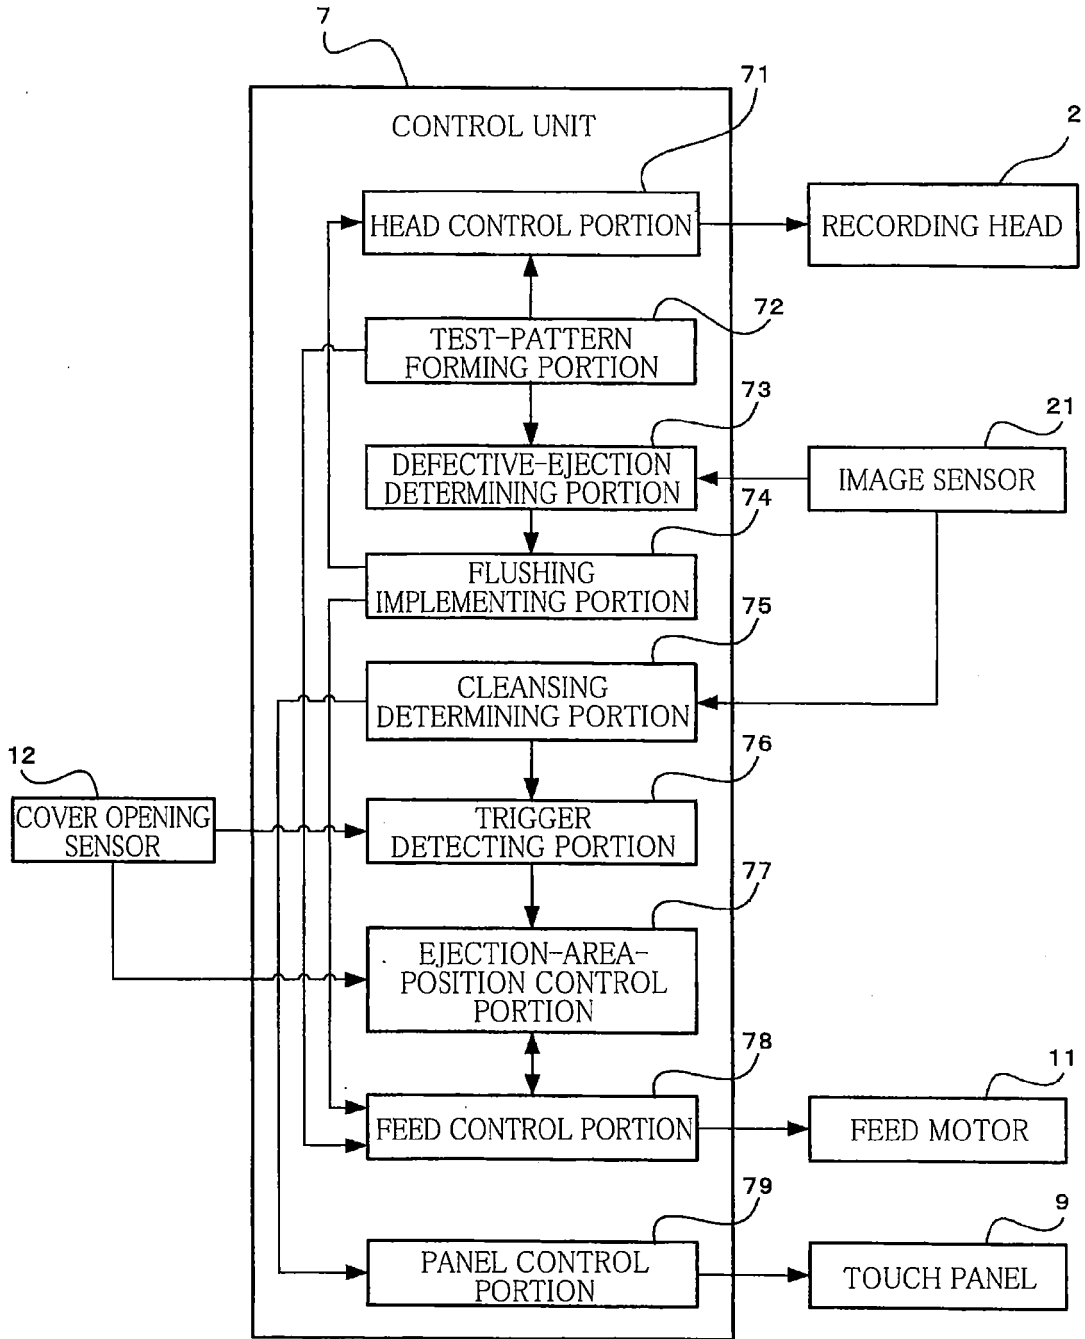 7
CONTROL UNIT
71
HEAD CONTROL PORTION
2
RECORDING HEAD
72
TEST-PATTERN
FORMING PORTION
73
DEFECTIVE-EJECTION
DETERMINING PORTION
21
IMAGE SENSOR
74
FLUSHING
IMPLEMENTING PORTION
75
CLEANSING
DETERMINING PORTION
12
COVER OPENING
SENSOR
76
TRIGGER
DETECTING PORTION
77
EJECTION-AREA-
POSITION CONTROL
PORTION
78
FEED CONTROL PORTION
11
FEED MOTOR
79
PANEL CONTROL
PORTION
9
TOUCH PANEL